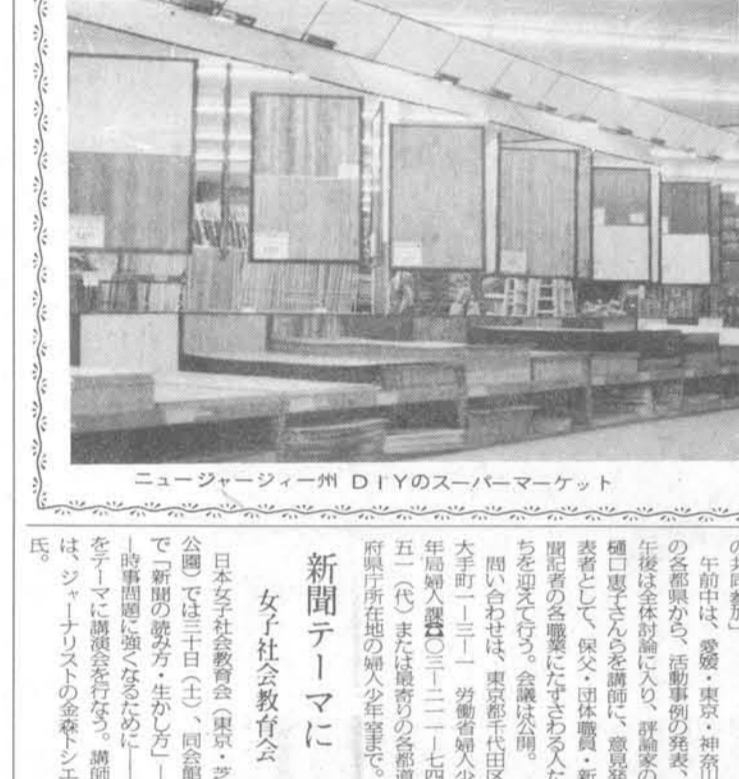 ニュージャージィー州 DIYのスーパーマーケット
の共同参加」
午前中は、愛媛・東京・神奈
の各都県から、活動事例の発表、
午後は全体討論に入り、評論家の
樋口恵子さんらを講師に、意見発
表者として、保父・団体職員・新
聞記者の各職業にたずさわる人た
ちを迎えて行う。会議は公開。
問い合わせは、東京都千代田区
大手町一ー三ー一 労働省婦人少
年局婦人課☎〇三ー二一一ー七四
五一（代）または最寄りの各都道
府県庁所在地の婦人少年室まで。
新聞テーマに
女子社会教育会
日本女子社会教育会（東京・芝
公園）では三十日（土）、同会館
で「新聞の読み方・生かし方」ー
ー時事問題に強くなるためにーー
をテーマに講演会を行なう。講師
は、ジャーナリストの金森トシエ
氏。